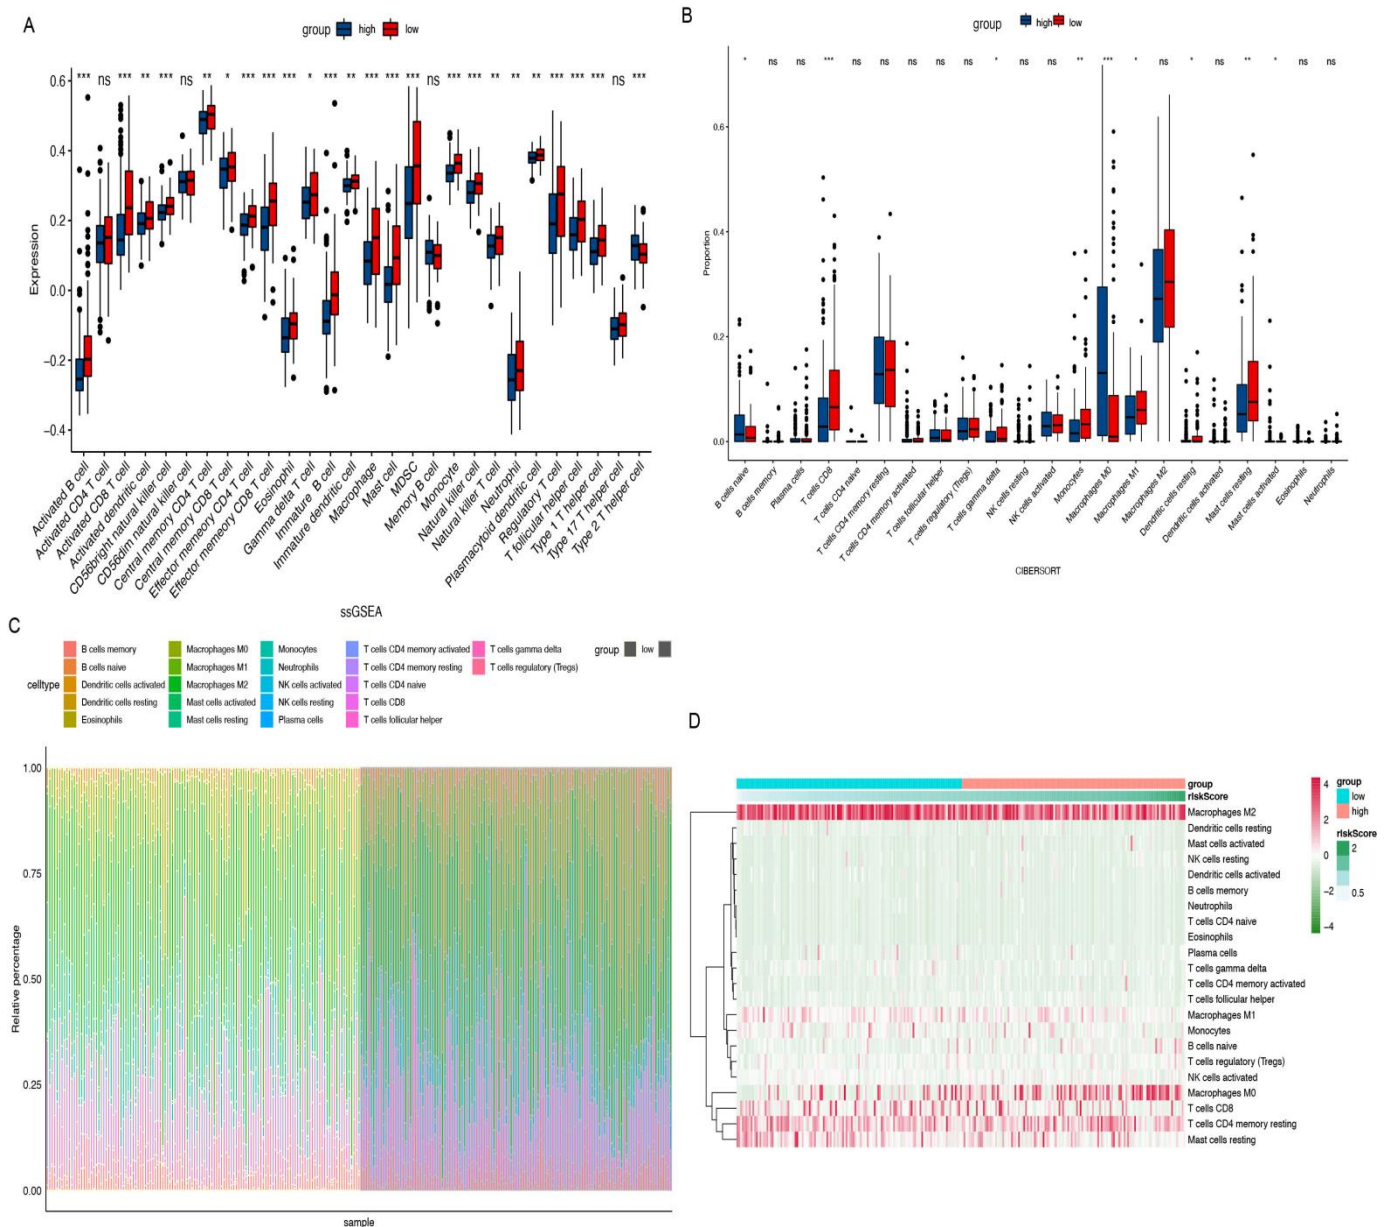 A
group high low
*** ns *** ** *** ns ** * *** *** *** * *** ** *** *** *** ns *** *** ** ** ** *** *** *** ns ***
0.6
0.4
0.2
0.0
−0.2
−0.4
Expression
Activated B cell
Activated CD4 T cell
Activated CD8 T cell
Activated dendritic cell
CD56bright natural killer cell
CD56dim natural killer cell
Central memory CD4 T cell
Central memory CD8 T cell
Effector memory CD4 T cell
Effector memory CD8 T cell
Eosinophil
Gamma delta T cell
Immature B cell
Immature dendritic cell
Macrophage
Mast cell
MDSC
Memory B cell
Monocyte
Natural killer cell
Natural killer T cell
Neutrophil
Plasmacytoid dendritic cell
Regulatory T cell
T follicular helper cell
Type 1 T helper cell
Type 17 T helper cell
Type 2 T helper cell
ssGSEA
B
group high low
* ns ns *** ns ns ns ns ns * ns ns ** *** * ns * ns ** * ns ns
0.6
0.4
0.2
0.0
Proportion
B cells naive
B cells memory
Plasma cells
T cells CD8
T cells CD4 naive
T cells CD4 memory resting
T cells CD4 memory activated
T cells follicular helper
T cells regulatory (Tregs)
T cells gamma delta
NK cells resting
NK cells activated
Monocytes
Macrophages M0
Macrophages M1
Macrophages M2
Dendritic cells resting
Dendritic cells activated
Mast cells resting
Mast cells activated
Eosinophils
Neutrophils
CIBERSORT
C
celltype
B cells memory
B cells naive
Dendritic cells activated
Dendritic cells resting
Eosinophils
Macrophages M0
Macrophages M1
Macrophages M2
Mast cells activated
Mast cells resting
Monocytes
Neutrophils
NK cells activated
NK cells resting
Plasma cells
T cells CD4 memory activated
T cells CD4 memory resting
T cells CD4 naive
T cells CD8
T cells follicular helper
T cells gamma delta
T cells regulatory (Tregs)
group low
1.00
0.75
0.50
0.25
0.00
Relative percentage
sample
D
group
riskScore
Macrophages M2
Dendritic cells resting
Mast cells activated
NK cells resting
Dendritic cells activated
B cells memory
Neutrophils
T cells CD4 naive
Eosinophils
Plasma cells
T cells gamma delta
T cells CD4 memory activated
T cells follicular helper
Macrophages M1
Monocytes
B cells naive
T cells regulatory (Tregs)
NK cells activated
Macrophages M0
T cells CD8
T cells CD4 memory resting
Mast cells resting
4
2
0
−2
−4
group
low
high
riskScore
2
0.5